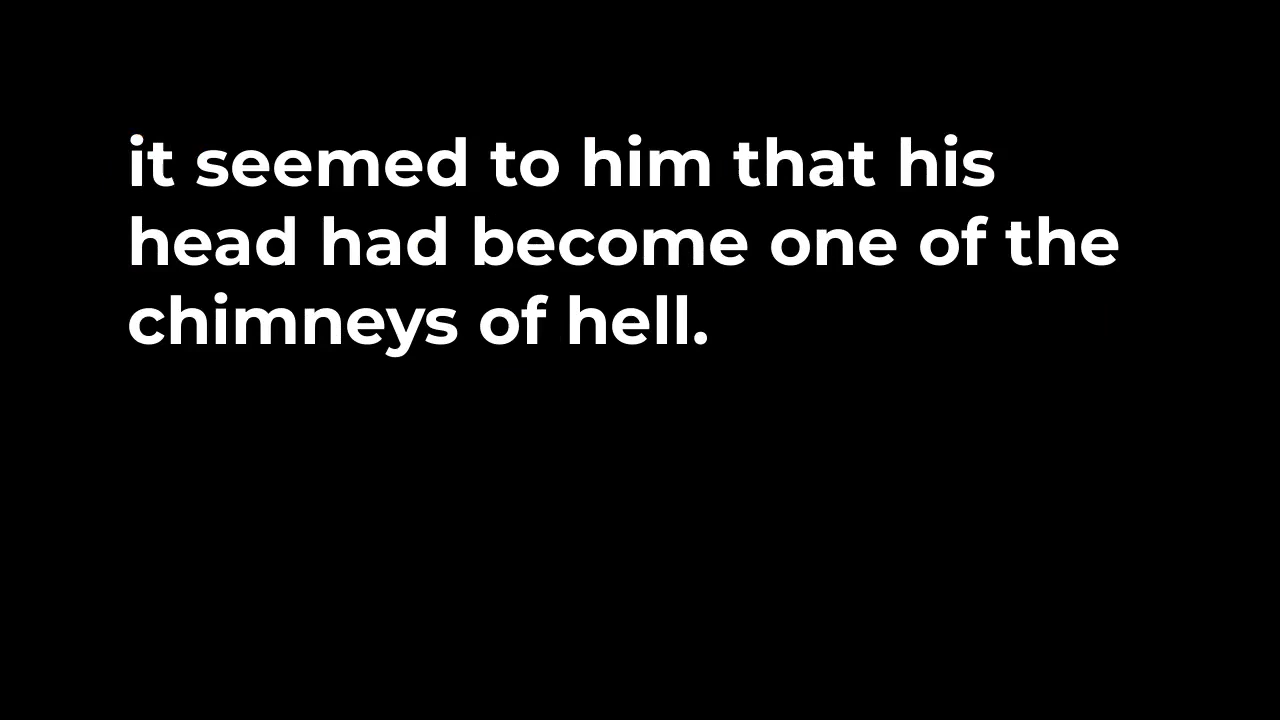 it seemed to him that his
head had become one of the
chimneys of hell.